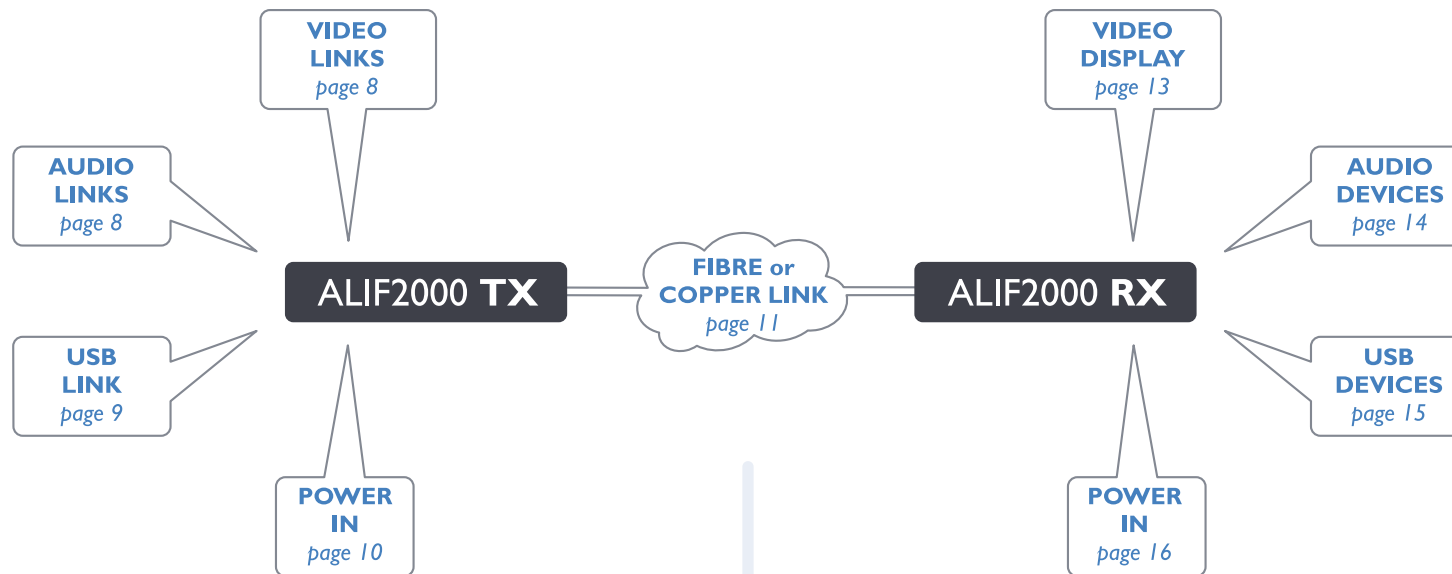 VIDEO
LINKS
page 8
VIDEO
DISPLAY
page 13
AUDIO
LINKS
page 8
AUDIO
DEVICES
page 14
ALIF2000 TX
FIBRE or
COPPER LINK
page 11
ALIF2000 RX
USB
LINK
page 9
USB
DEVICES
page 15
POWER
IN
page 10
POWER
IN
page 16